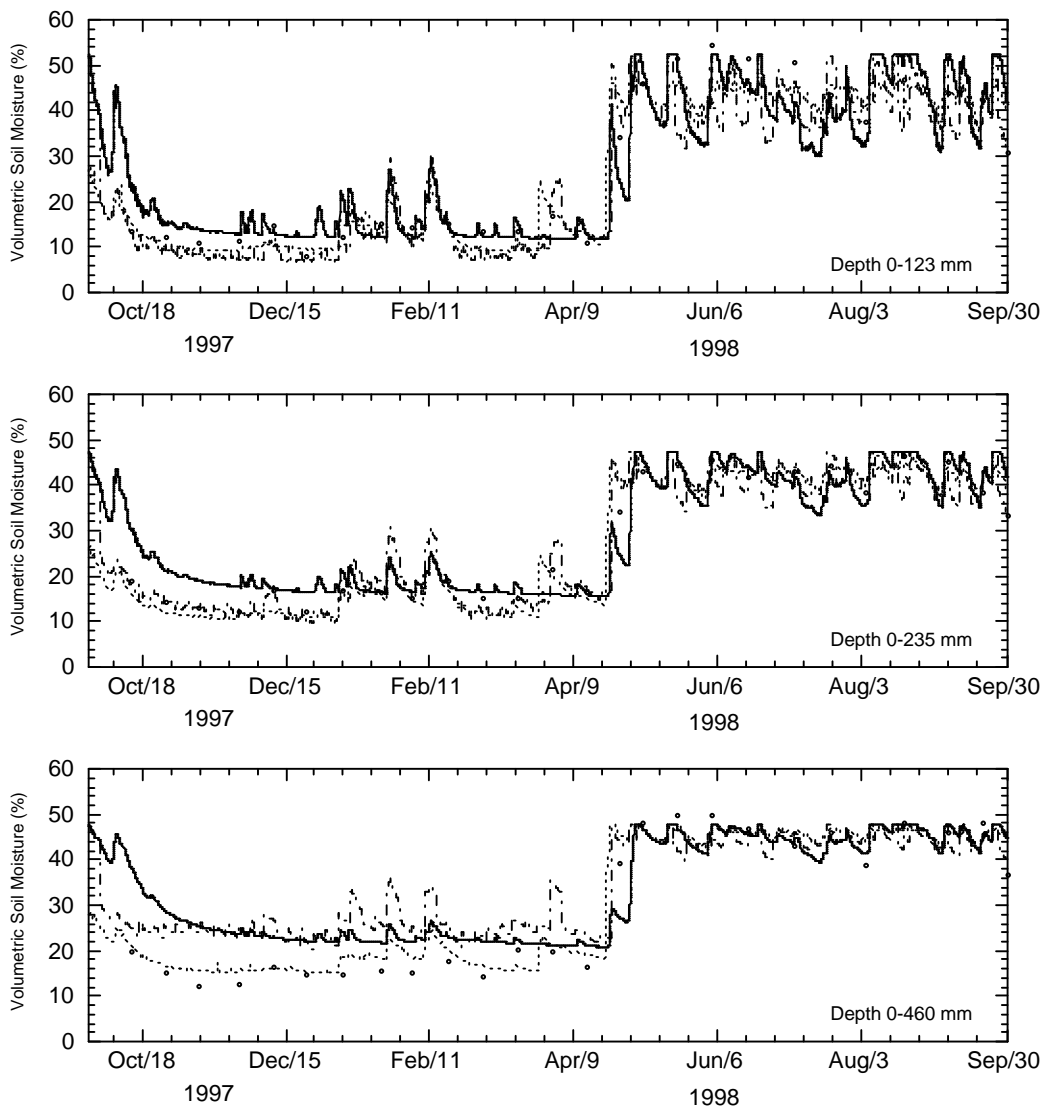 60
50
40
30
20
10
0
Volumetric Soil Moisture (%)
Depth 0-123 mm
Oct/18 Dec/15 Feb/11 Apr/9 Jun/6 Aug/3 Sep/30
1997 1998
60
50
40
30
20
10
0
Volumetric Soil Moisture (%)
Depth 0-235 mm
Oct/18 Dec/15 Feb/11 Apr/9 Jun/6 Aug/3 Sep/30
1997 1998
60
50
40
30
20
10
0
Volumetric Soil Moisture (%)
Depth 0-460 mm
Oct/18 Dec/15 Feb/11 Apr/9 Jun/6 Aug/3 Sep/30
1997 1998